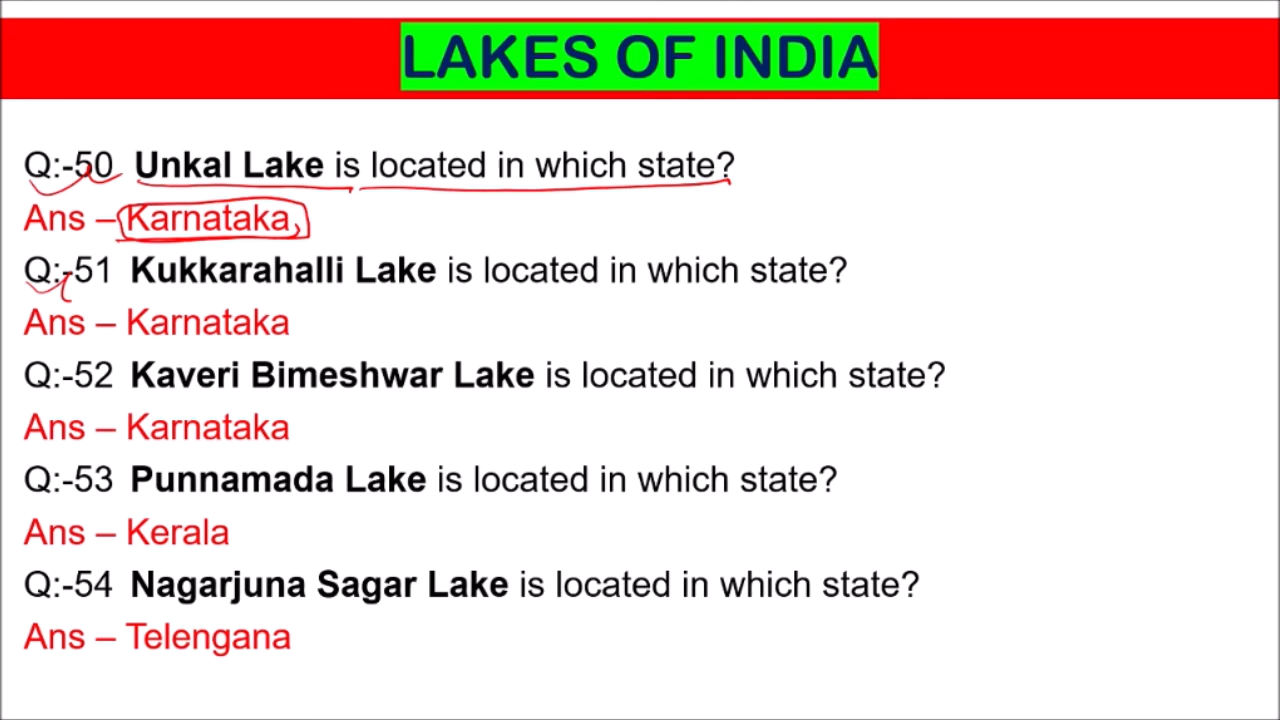 LAKES OF INDIA
Q:-50 Unkal Lake is located in which state?
Ans – Karnataka,
Q:-51 Kukkarahalli Lake is located in which state?
Ans – Karnataka
Q:-52 Kaveri Bimeshwar Lake is located in which state?
Ans – Karnataka
Q:-53 Punnamada Lake is located in which state?
Ans – Kerala
Q:-54 Nagarjuna Sagar Lake is located in which state?
Ans – Telengana